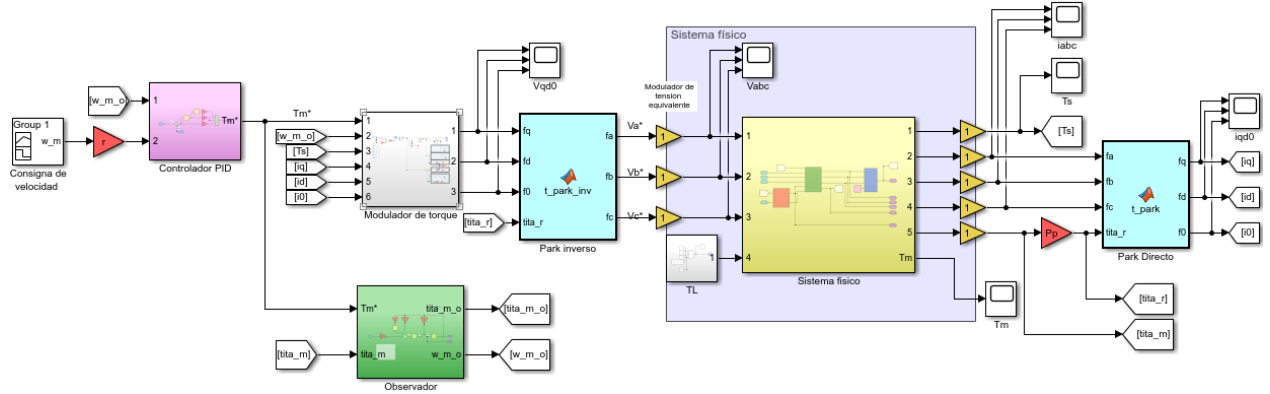 Group 1
w_m
Consigna de
velocidad
r
[w_m_o]
1
2
Tm*
Controlador PID
Tm*
[w_m_o]
[Ts]
[iq]
[id]
[i0]
1
2
3
4
5
6
1
2
3
Modulador de torque
Vqd0
[tita_r]
fq
fd
f0
tita_r
t_park_inv
fa
fb
fc
Park inverso
Va*
Vb*
Vc*
1
1
1
Modulador de
tension
equivalente
Sistema físico
Vabc
1
2
3
4
1
2
3
4
5
Tm
Sistema fisico
1
TL
Tm
1
1
1
1
1
iabc
Ts
[Ts]
Pp
fa
fb
fc
tita_r
t_park
fq
fd
f0
Park Directo
iqd0
[iq]
[id]
[i0]
[tita_r]
[tita_m]
[tita_m]
Tm*
tita_m
tita_m_o
w_m_o
Observador
[tita_m_o]
[w_m_o]